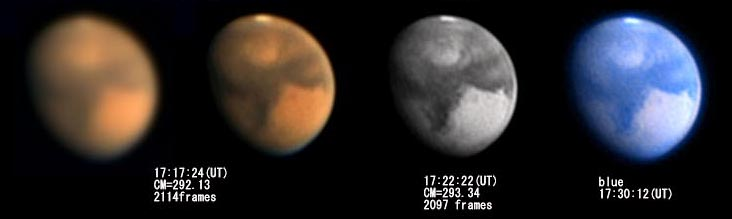 17:17:24(UT)
CM=292.13
2114frames
17:22:22(UT)
CM=293.34
2097 frames
blue
17:30:12(UT)